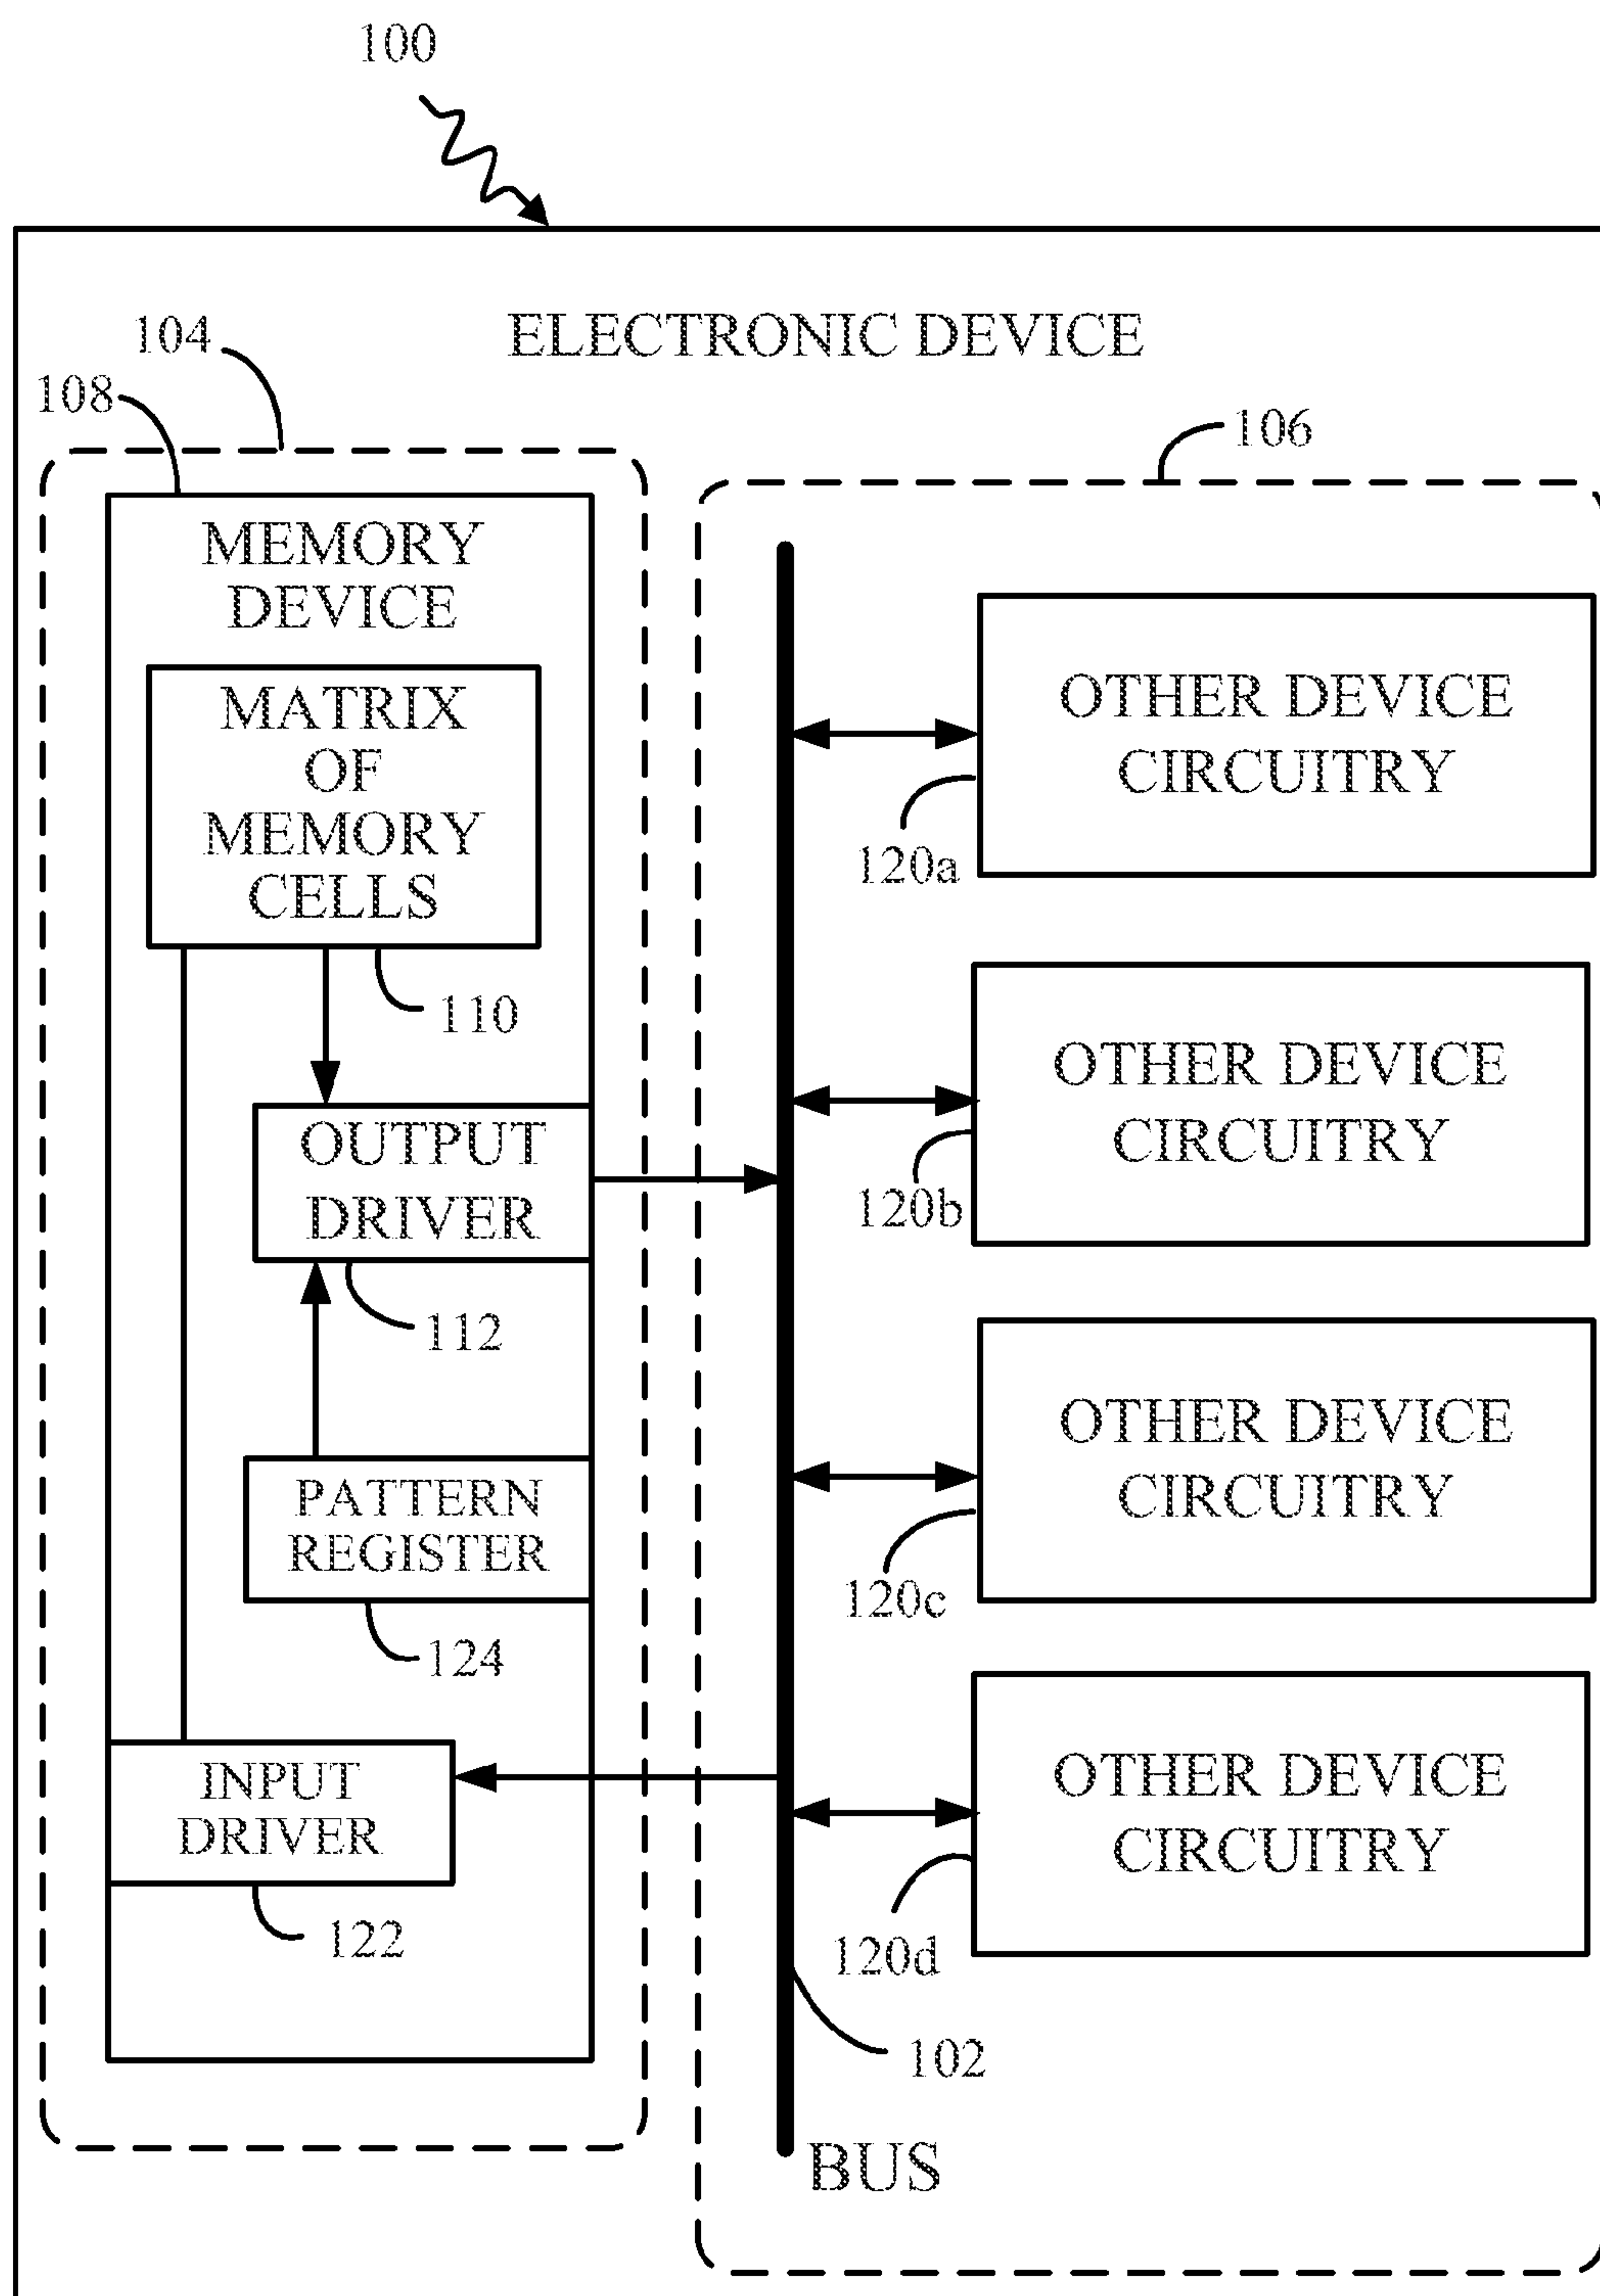 100
ELECTRONIC DEVICE
104
108
106
MEMORY
DEVICE
MATRIX
OF
MEMORY
CELLS
110
OUTPUT
DRIVER
112
PATTERN
REGISTER
124
INPUT
DRIVER
122
OTHER DEVICE
CIRCUITRY
120a
OTHER DEVICE
CIRCUITRY
120b
OTHER DEVICE
CIRCUITRY
120c
OTHER DEVICE
CIRCUITRY
120d
102
BUS